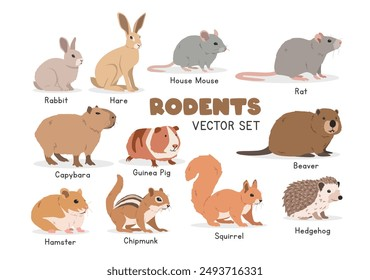 House Mouse
Rabbit
Hare
Rat
RODENTS
VECTOR SET
Capybara
Guinea Pig
Beaver
Hamster
Chipmunk
Squirrel
Hedgehog
shutterstock.com · 2493716331